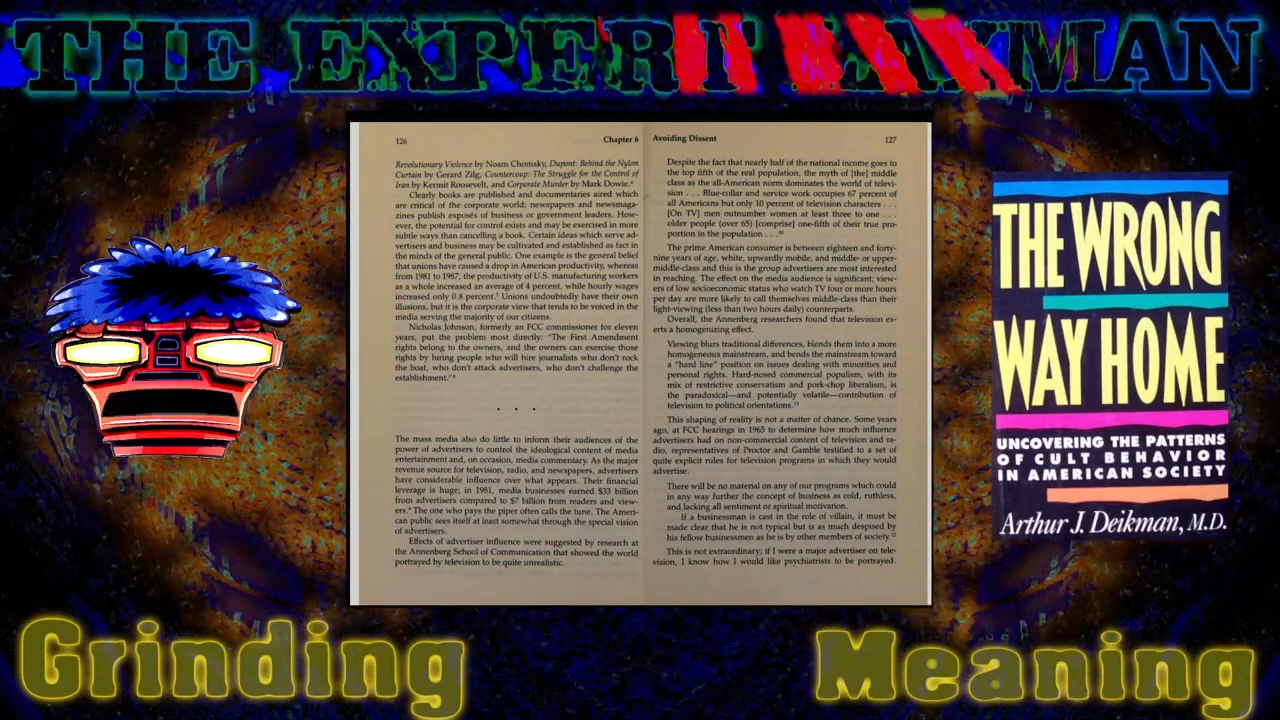 THE EXPERT LAYMAN
126 Chapter 6
Revolutionary Violence by Noam Chomsky, Dupont: Behind the Nylon
Curtain by Gerard Zilg, Countercoup: The Struggle for the Control of
Iran by Kermit Roosevelt, and Corporate Murder by Mark Dowie.⁶
Clearly books are published and documentaries aired which
are critical of the corporate world; newspapers and newsmaga-
zines publish exposés of business or government leaders. How-
ever, the potential for control exists and may be exercised in more
subtle ways than cancelling a book. Certain ideas which serve ad-
vertisers and business may be cultivated and established as fact in
the minds of the general public. One example is the general belief
that unions have caused a drop in American productivity, whereas
from 1981 to 1987, the productivity of U.S. manufacturing workers
as a whole increased an average of 4 percent, while hourly wages
increased only 0.8 percent.⁷ Unions undoubtedly have their own
illusions, but it is the corporate view that tends to be voiced in the
media serving the majority of our citizens.
Nicholas Johnson, formerly an FCC commissioner for eleven
years, put the problem most directly: "The First Amendment
rights belong to the owners, and the owners can exercise those
rights by hiring people who will hire journalists who don't rock
the boat, who don't attack advertisers, who don't challenge the
establishment."⁸
. . .
The mass media also do little to inform their audiences of the
power of advertisers to control the ideological content of media
entertainment and, on occasion, media commentary. As the major
revenue source for television, radio, and newspapers, advertisers
have considerable influence over what appears. Their financial
leverage is huge; in 1981, media businesses earned $33 billion
from advertisers compared to $7 billion from readers and view-
ers.⁹ The one who pays the piper often calls the tune. The Ameri-
can public sees itself at least somewhat through the special vision
of advertisers.
Effects of advertiser influence were suggested by research at
the Annenberg School of Communication that showed the world
portrayed by television to be quite unrealistic.
Avoiding Dissent 127
Despite the fact that nearly half of the national income goes to
the top fifth of the real population, the myth of [the] middle
class as the all-American norm dominates the world of televi-
sion . . . Blue-collar and service work occupies 67 percent of
all Americans but only 10 percent of television characters . . .
[On TV] men outnumber women at least three to one . . .
older people (over 65) [comprise] one-fifth of their true pro-
portion in the population . . .¹⁰
The prime American consumer is between eighteen and forty-
nine years of age, white, upwardly mobile, and middle- or upper-
middle-class and this is the group advertisers are most interested
in reaching. The effect on the media audience is significant; view-
ers of low socioeconomic status who watch TV four or more hours
per day are more likely to call themselves middle-class than their
light-viewing (less than two hours daily) counterparts.
Overall, the Annenberg researchers found that television ex-
erts a homogenizing effect.
Viewing blurs traditional differences, blends them into a more
homogeneous mainstream, and bends the mainstream toward
a "hard line" position on issues dealing with minorities and
personal rights. Hard-nosed commercial populism, with its
mix of restrictive conservatism and pork-chop liberalism, is
the paradoxical—and potentially volatile—contribution of
television to political orientations.¹¹
This shaping of reality is not a matter of chance. Some years
ago, at FCC hearings in 1965 to determine how much influence
advertisers had on non-commercial content of television and ra-
dio, representatives of Proctor and Gamble testified to a set of
quite explicit rules for television programs in which they would
advertise.
There will be no material on any of our programs which could
in any way further the concept of business as cold, ruthless,
and lacking all sentiment or spiritual motivation.
If a businessman is cast in the role of villain, it must be
made clear that he is not typical but is as much despised by
his fellow businessmen as he is by other members of society.¹²
This is not extraordinary; if I were a major advertiser on tele-
vision, I know how I would like psychiatrists to be portrayed.
THE WRONG
WAY HOME
UNCOVERING THE PATTERNS
OF CULT BEHAVIOR
IN AMERICAN SOCIETY
Arthur J. Deikman, M.D.
Grinding Meaning